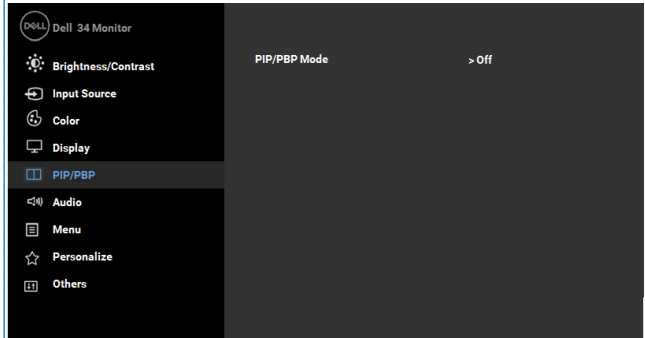 DELL Dell 34 Monitor
Brightness/Contrast
PIP/PBP Mode > Off
Input Source
Color
Display
PIP/PBP
Audio
Menu
Personalize
Others